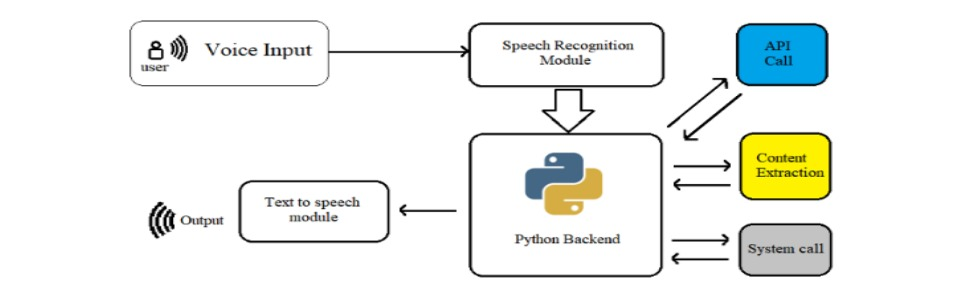 Voice Input
user
Speech Recognition
Module
API
Call
Content
Extraction
Python Backend
Text to speech
module
Output
System call